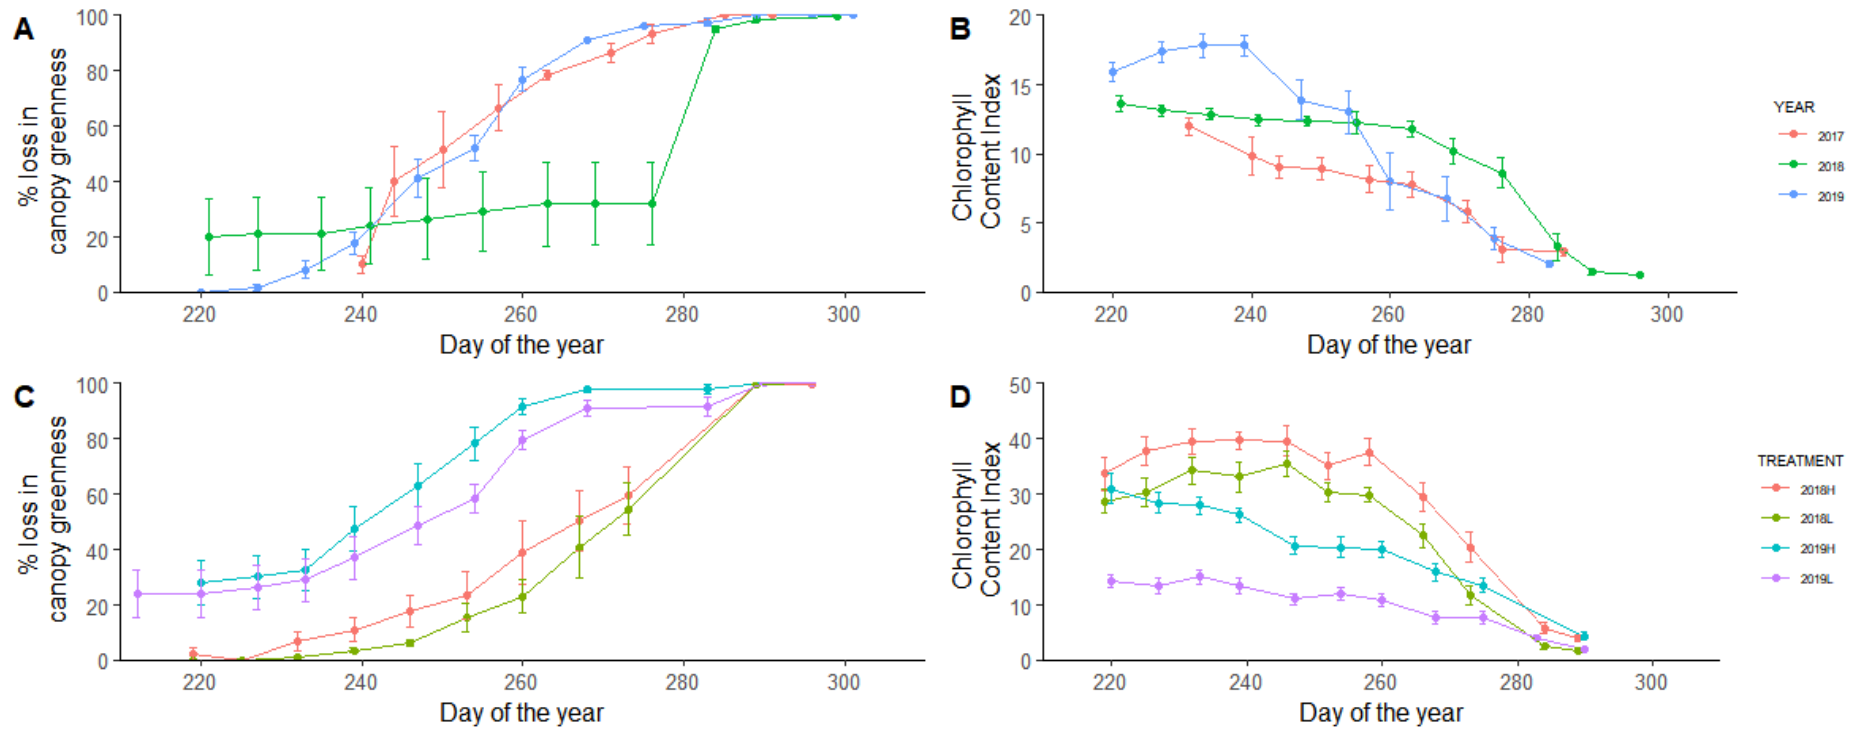 A
% loss in
canopy greenness
100
80
60
40
20
0
220
240
260
280
300
Day of the year
B
Chlorophyll
Content Index
20
15
10
5
0
220
240
260
280
300
Day of the year
YEAR
2017
2018
2019
C
% loss in
canopy greenness
100
80
60
40
20
0
220
240
260
280
300
Day of the year
D
Chlorophyll
Content Index
50
40
30
20
10
0
220
240
260
280
300
Day of the year
TREATMENT
2018H
2018L
2019H
2019L